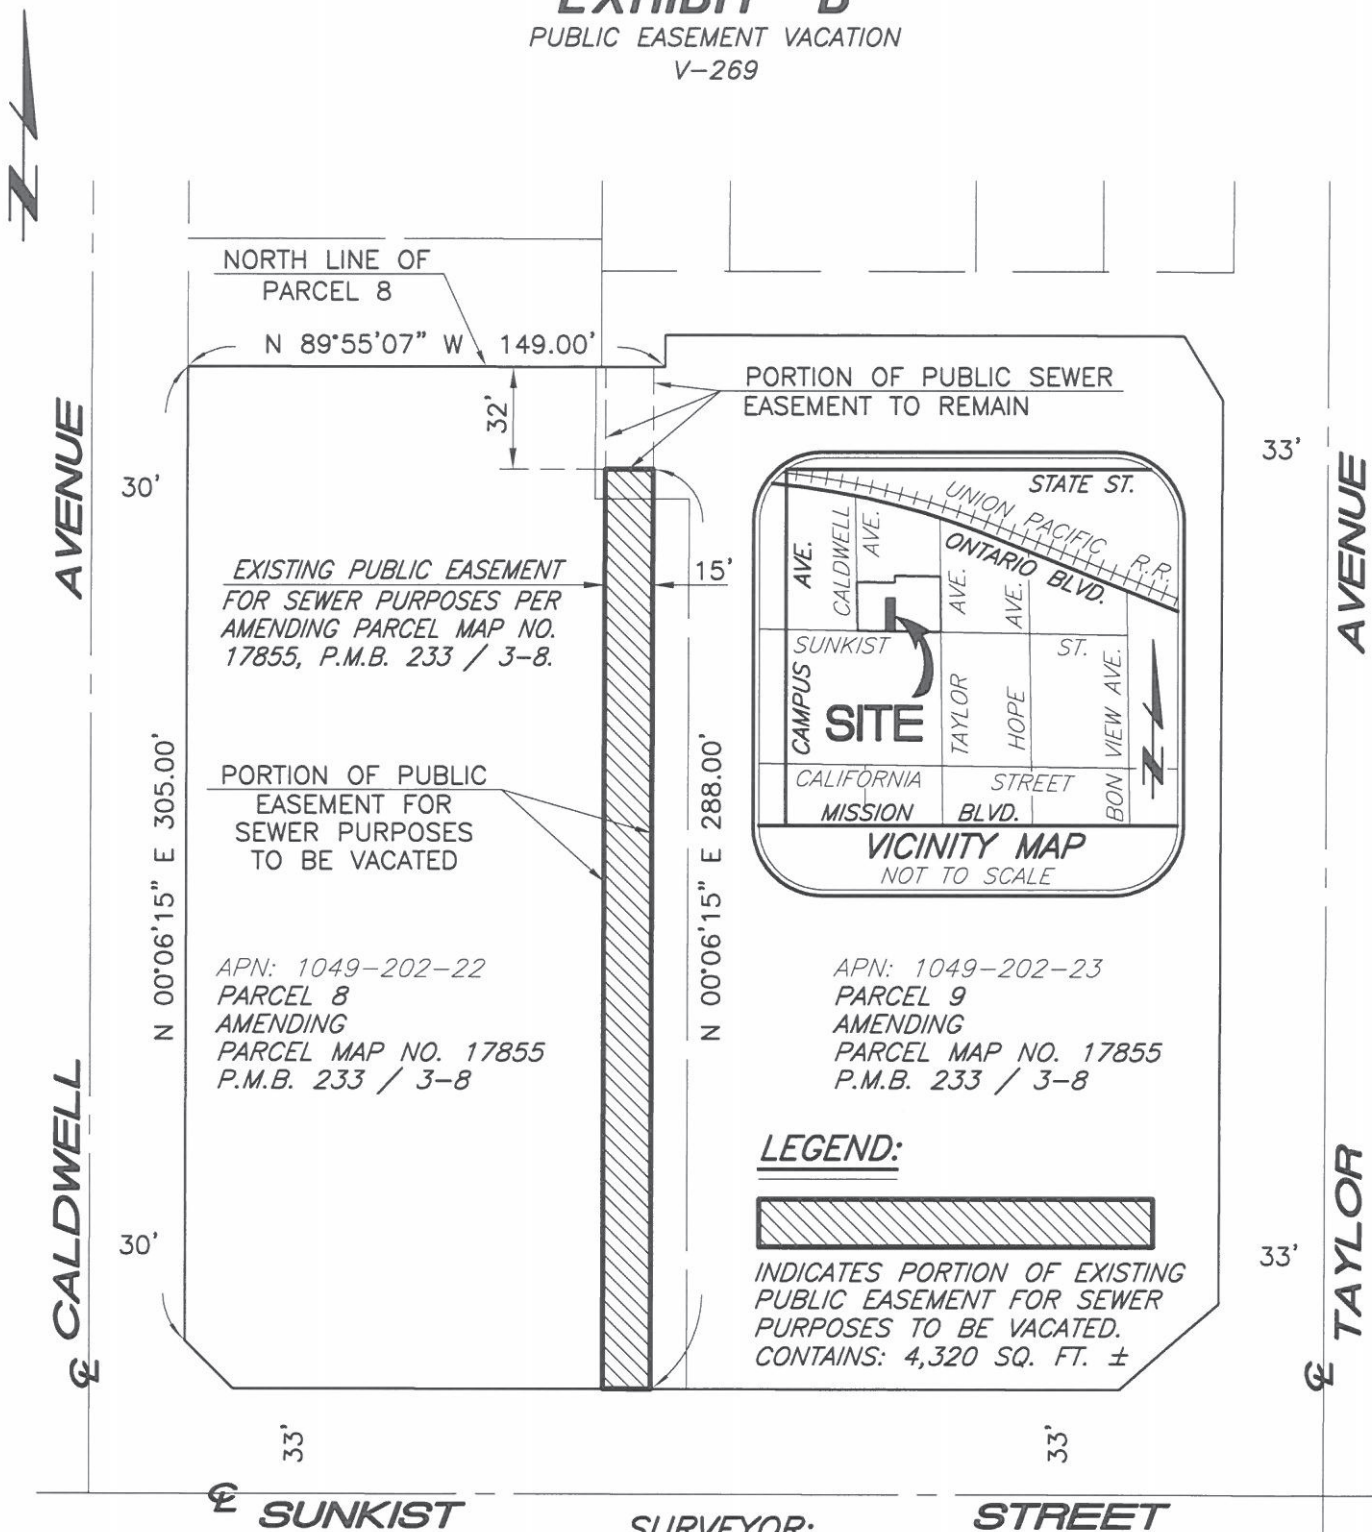 EXHIBIT "B"
PUBLIC EASEMENT VACATION
V-269
N
NORTH LINE OF
PARCEL 8
N 89°55'07" W 149.00'
32'
PORTION OF PUBLIC SEWER
EASEMENT TO REMAIN
30'
33'
AVENUE
AVENUE
EXISTING PUBLIC EASEMENT
FOR SEWER PURPOSES PER
AMENDING PARCEL MAP NO.
17855, P.M.B. 233 / 3-8.
15'
STATE ST.
UNION PACIFIC R.R.
ONTARIO BLVD.
CAMPUS AVE.
CALDWELL AVE.
TAYLOR AVE.
HOPE AVE.
BON VIEW AVE.
SUNKIST ST.
SITE
N
CALIFORNIA STREET
MISSION BLVD.
VICINITY MAP
NOT TO SCALE
PORTION OF PUBLIC
EASEMENT FOR
SEWER PURPOSES
TO BE VACATED
N 00°06'15" E 305.00'
N 00°06'15" E 288.00'
APN: 1049-202-22
PARCEL 8
AMENDING
PARCEL MAP NO. 17855
P.M.B. 233 / 3-8
APN: 1049-202-23
PARCEL 9
AMENDING
PARCEL MAP NO. 17855
P.M.B. 233 / 3-8
LEGEND:
INDICATES PORTION OF EXISTING
PUBLIC EASEMENT FOR SEWER
PURPOSES TO BE VACATED.
CONTAINS: 4,320 SQ. FT. ±
30'
33'
℄ CALDWELL
℄ TAYLOR
33'
33'
℄ SUNKIST STREET
SURVEYOR: